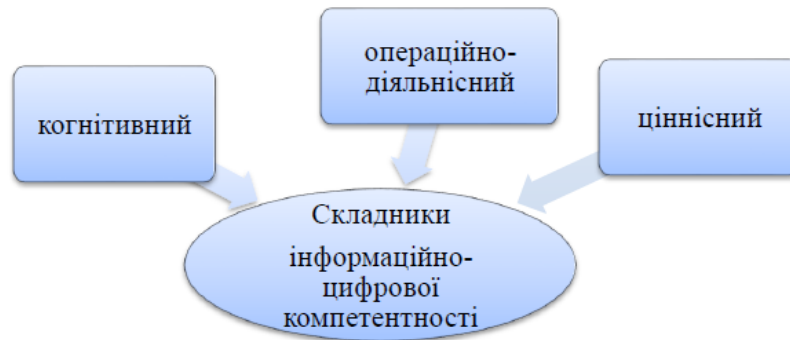 когнітивний
операційно-
діяльнісний
ціннісний
Складники
інформаційно-
цифрової
компетентності